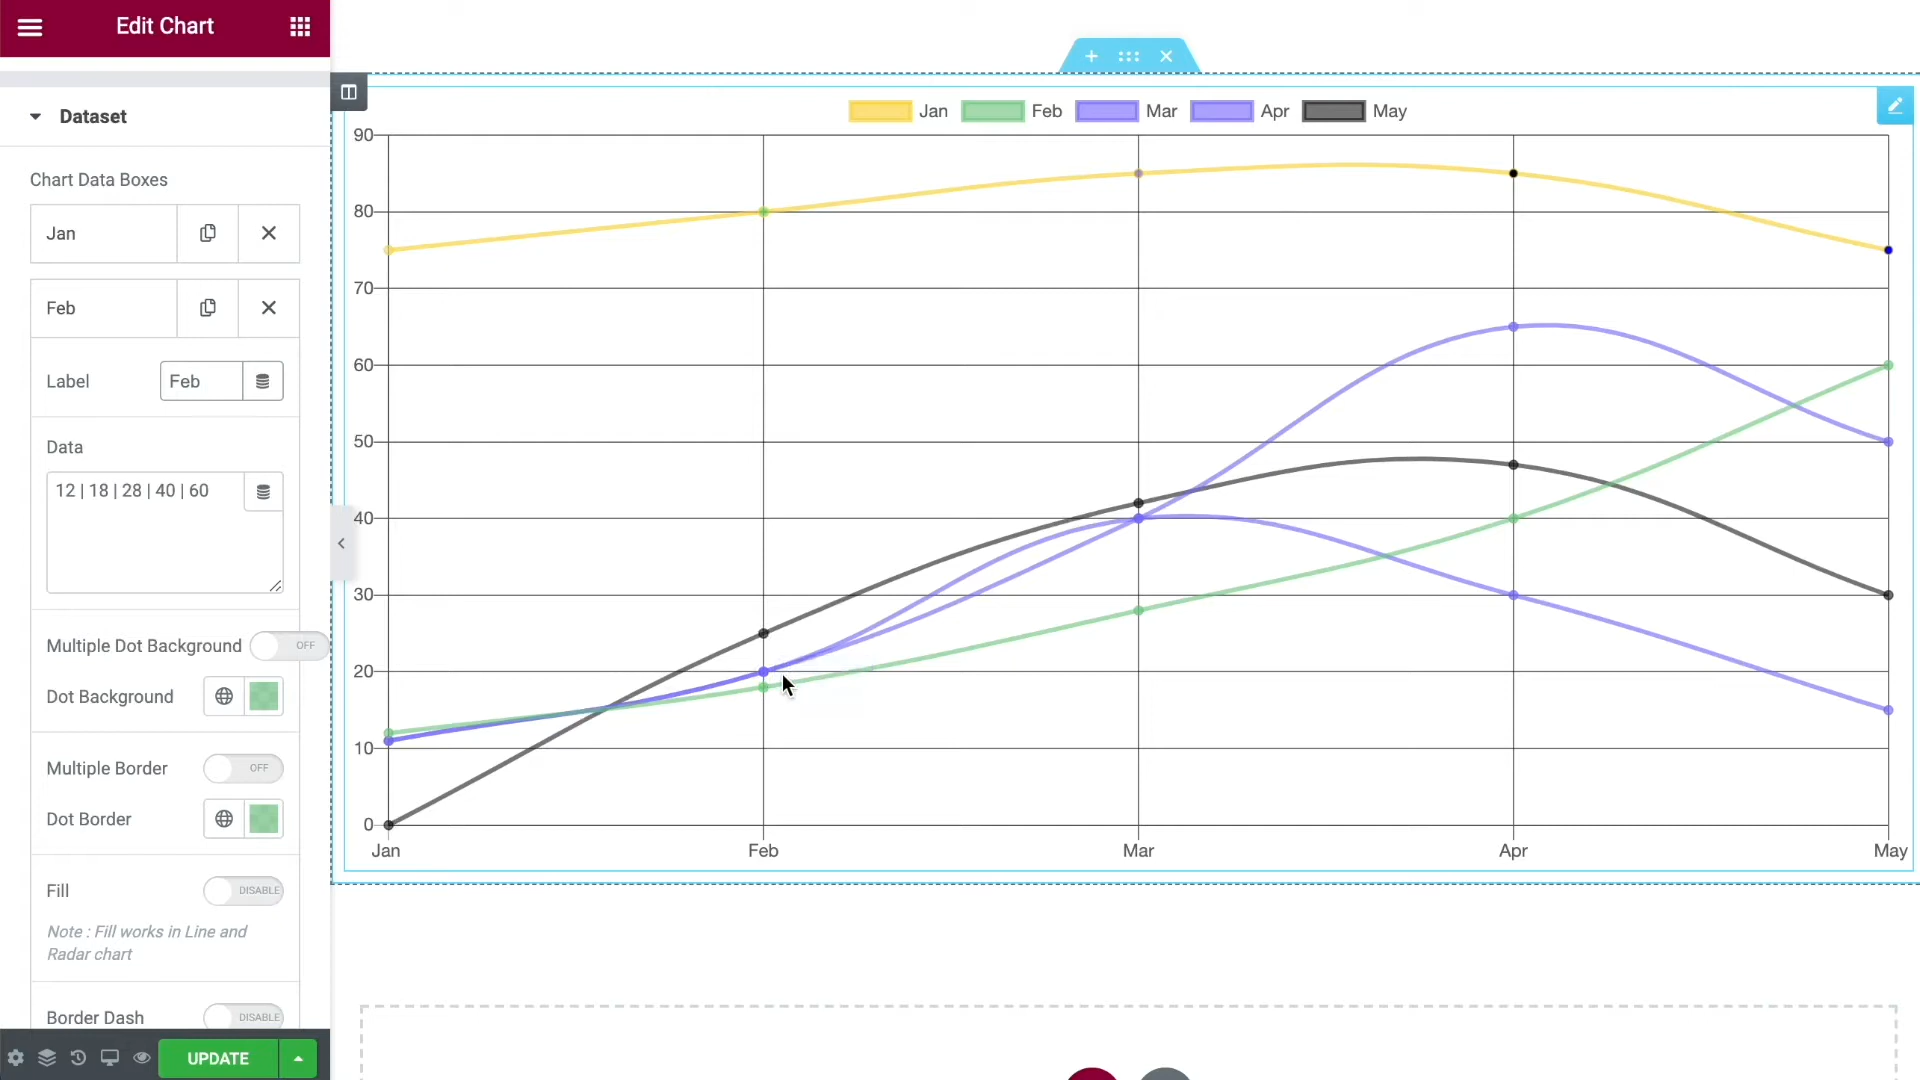 Edit Chart
Dataset
Chart Data Boxes
Jan
Feb
Label
Feb
Data
12 | 18 | 28 | 40 | 60
Multiple Dot Background
OFF
Dot Background
Multiple Border
OFF
Dot Border
Fill
DISABLE
Note : Fill works in Line and
Radar chart
Border Dash
DISABLE
UPDATE
Jan
Feb
Mar
Apr
May
90
80
70
60
50
40
30
20
10
0
Jan
Feb
Mar
Apr
May